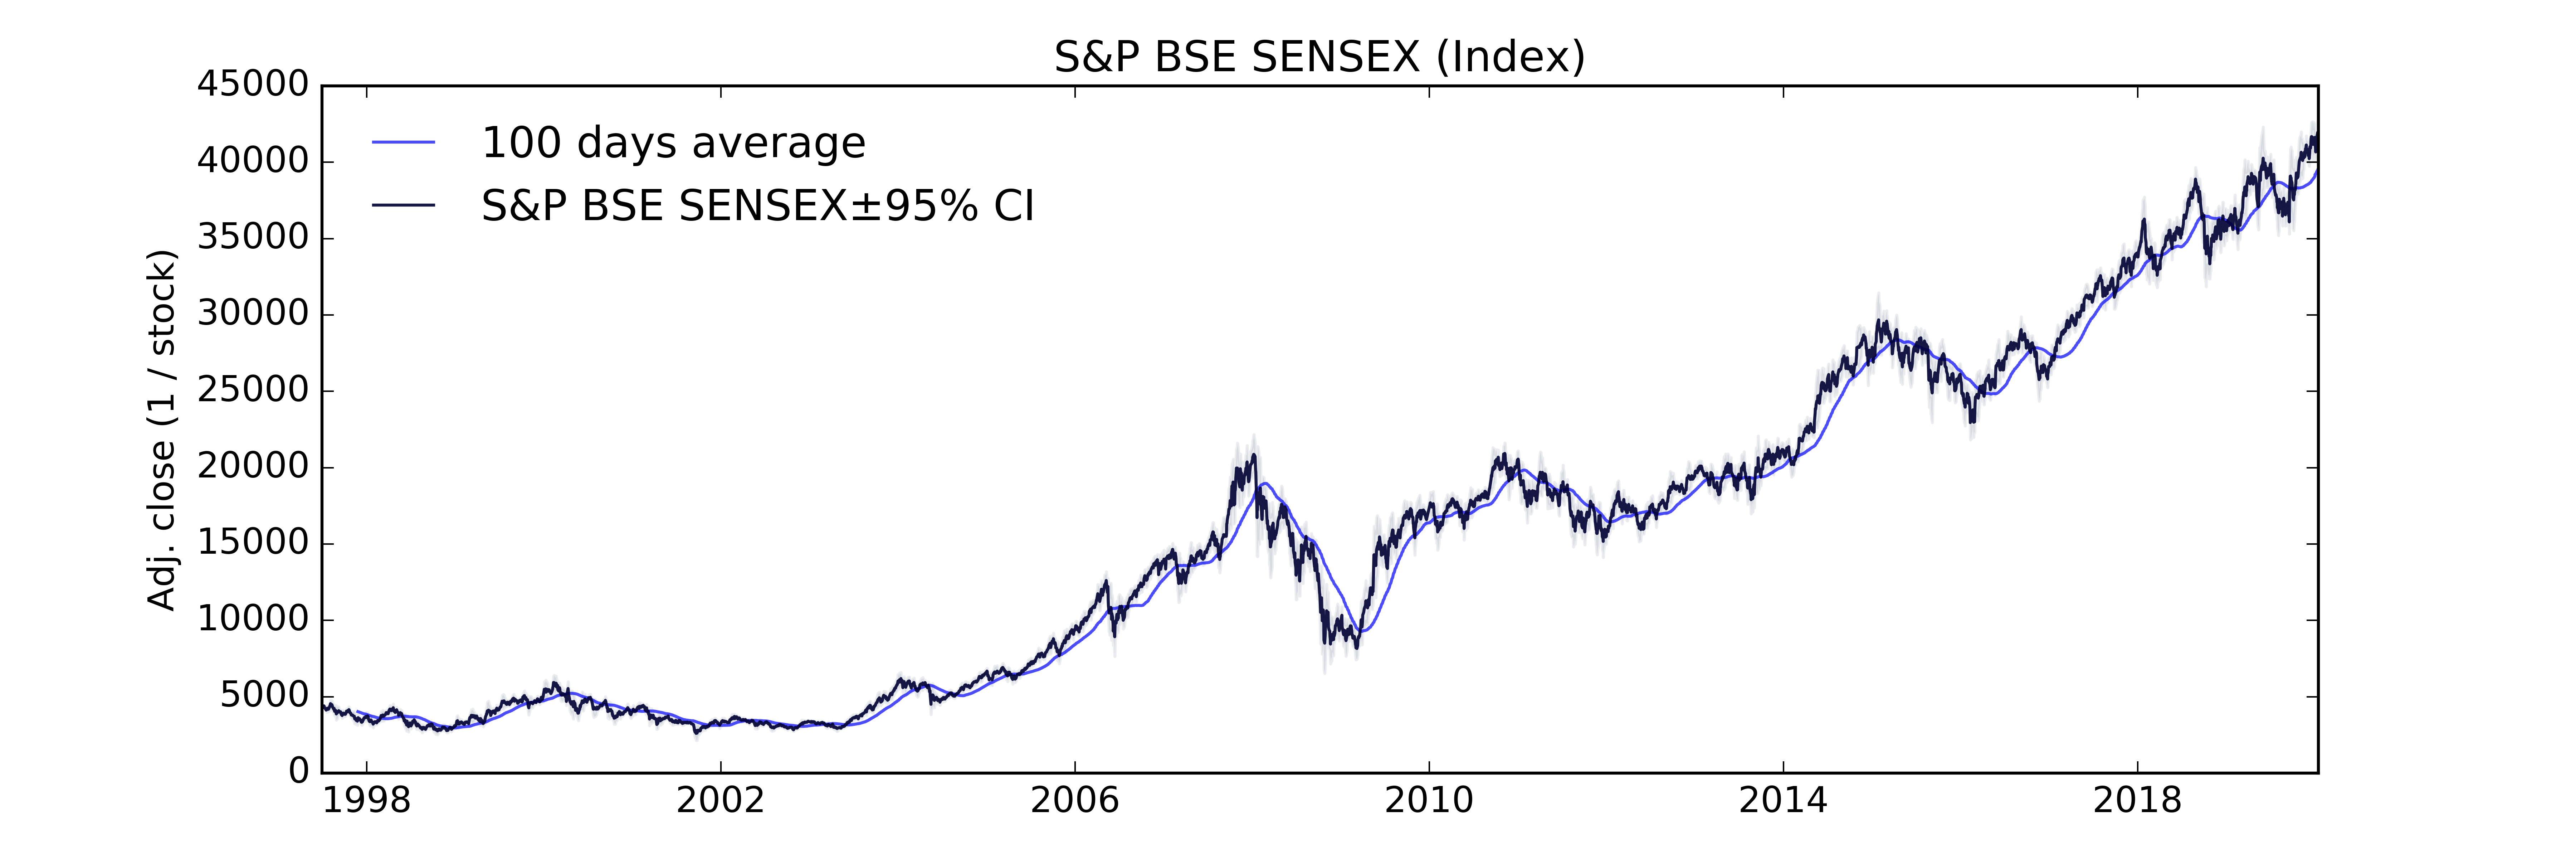 S&P BSE SENSEX (Index)
45000
40000
35000
30000
25000
20000
15000
10000
5000
0
Adj. close (1 / stock)
100 days average
S&P BSE SENSEX±95% CI
1998 2002 2006 2010 2014 2018